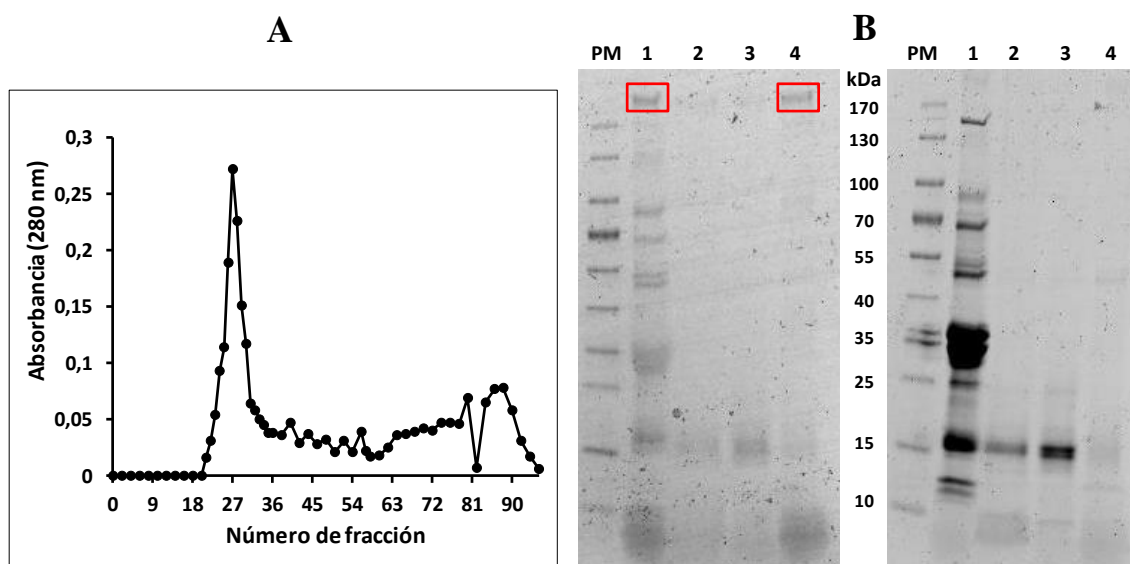 A
B
Absorbancia (280 nm)
0,3
0,25
0,2
0,15
0,1
0,05
0
0 9 18 27 36 45 54 63 72 81 90
Número de fracción
PM 1 2 3 4
PM 1 2 3 4
kDa
170
130
100
70
55
40
35
25
15
10